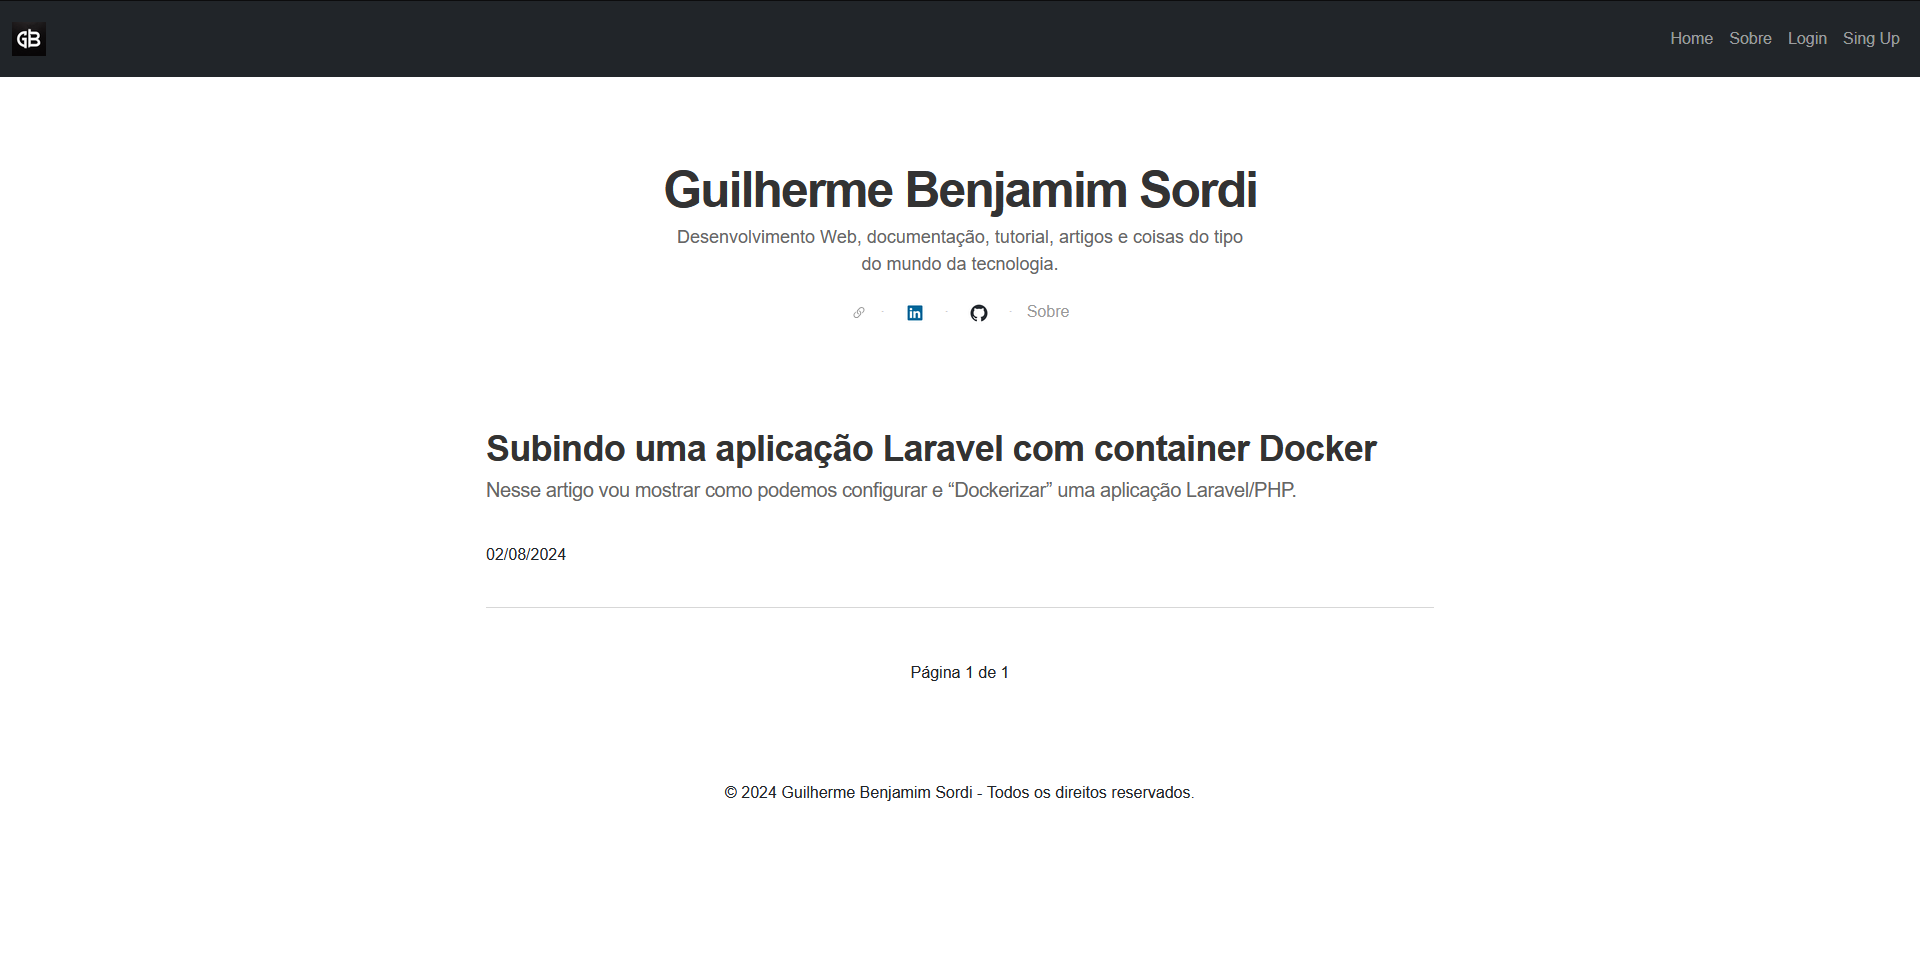 GB
Home Sobre Login Sing Up
Guilherme Benjamim Sordi
Desenvolvimento Web, documentação, tutorial, artigos e coisas do tipo
do mundo da tecnologia.
· in · · Sobre
Subindo uma aplicação Laravel com container Docker
Nesse artigo vou mostrar como podemos configurar e “Dockerizar” uma aplicação Laravel/PHP.
02/08/2024
Página 1 de 1
© 2024 Guilherme Benjamim Sordi - Todos os direitos reservados.